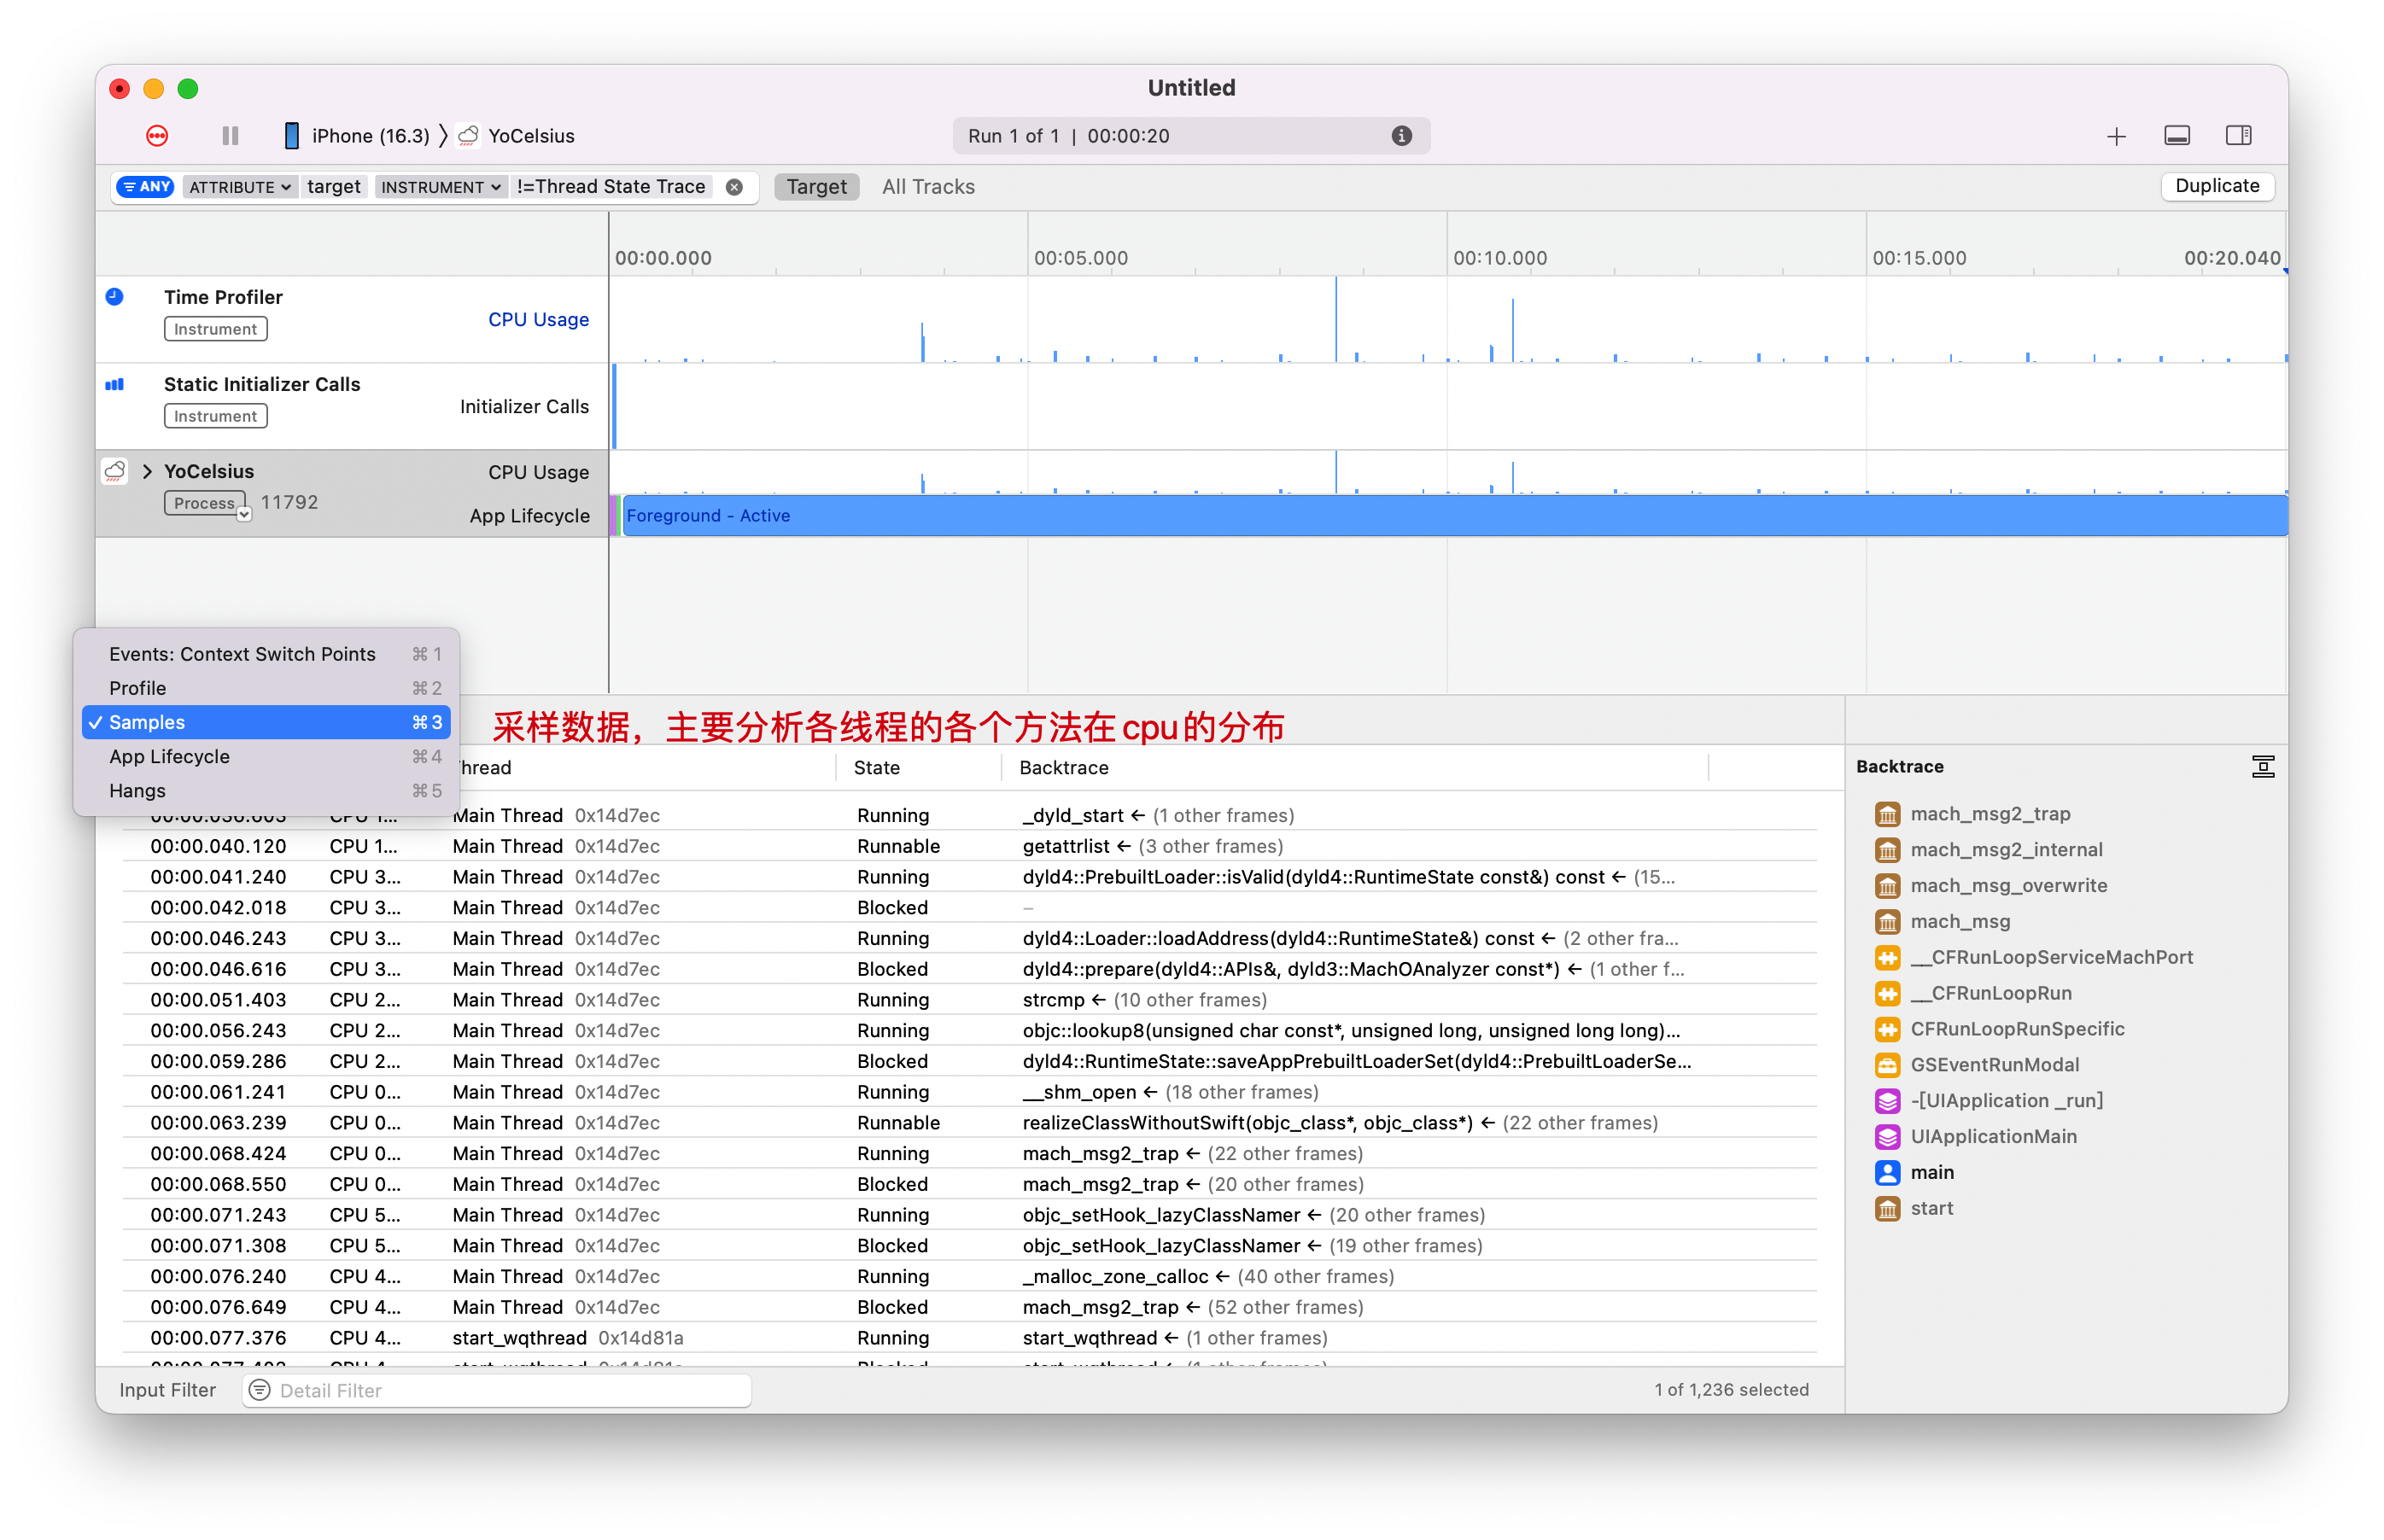 Untitled
iPhone (16.3) 〉 YoCelsius
Run 1 of 1 | 00:00:20
ANY ATTRIBUTE target INSTRUMENT !=Thread State Trace Target All Tracks Duplicate
00:00.000 00:05.000 00:10.000 00:15.000 00:20.040
Time Profiler
Instrument
CPU Usage
Static Initializer Calls
Instrument
Initializer Calls
YoCelsius CPU Usage
Process 11792
App Lifecycle Foreground - Active
Events: Context Switch Points ⌘1
Profile ⌘2
✓ Samples ⌘3
App Lifecycle ⌘4
Hangs ⌘5
采样数据，主要分析各线程的各个方法在cpu的分布
State Backtrace
Main Thread 0x14d7ec Running _dyld_start ← (1 other frames)
00:00.040.120 CPU 1... Main Thread 0x14d7ec Runnable getattrlist ← (3 other frames)
00:00.041.240 CPU 3... Main Thread 0x14d7ec Running dyld4::PrebuiltLoader::isValid(dyld4::RuntimeState const&) const ← (15...
00:00.042.018 CPU 3... Main Thread 0x14d7ec Blocked –
00:00.046.243 CPU 3... Main Thread 0x14d7ec Running dyld4::Loader::loadAddress(dyld4::RuntimeState&) const ← (2 other fra...
00:00.046.616 CPU 3... Main Thread 0x14d7ec Blocked dyld4::prepare(dyld4::APIs&, dyld3::MachOAnalyzer const*) ← (1 other f...
00:00.051.403 CPU 2... Main Thread 0x14d7ec Running strcmp ← (10 other frames)
00:00.056.243 CPU 2... Main Thread 0x14d7ec Running objc::lookup8(unsigned char const*, unsigned long, unsigned long long)...
00:00.059.286 CPU 2... Main Thread 0x14d7ec Blocked dyld4::RuntimeState::saveAppPrebuiltLoaderSet(dyld4::PrebuiltLoaderSe...
00:00.061.241 CPU 0... Main Thread 0x14d7ec Running __shm_open ← (18 other frames)
00:00.063.239 CPU 0... Main Thread 0x14d7ec Runnable realizeClassWithoutSwift(objc_class*, objc_class*) ← (22 other frames)
00:00.068.424 CPU 0... Main Thread 0x14d7ec Running mach_msg2_trap ← (22 other frames)
00:00.068.550 CPU 0... Main Thread 0x14d7ec Blocked mach_msg2_trap ← (20 other frames)
00:00.071.243 CPU 5... Main Thread 0x14d7ec Running objc_setHook_lazyClassNamer ← (20 other frames)
00:00.071.308 CPU 5... Main Thread 0x14d7ec Blocked objc_setHook_lazyClassNamer ← (19 other frames)
00:00.076.240 CPU 4... Main Thread 0x14d7ec Running _malloc_zone_calloc ← (40 other frames)
00:00.076.649 CPU 4... Main Thread 0x14d7ec Blocked mach_msg2_trap ← (52 other frames)
00:00.077.376 CPU 4... start_wqthread 0x14d81a Running start_wqthread ← (1 other frames)
Input Filter Detail Filter 1 of 1,236 selected
Backtrace
mach_msg2_trap
mach_msg2_internal
mach_msg_overwrite
mach_msg
__CFRunLoopServiceMachPort
__CFRunLoopRun
CFRunLoopRunSpecific
GSEventRunModal
-[UIApplication _run]
UIApplicationMain
main
start